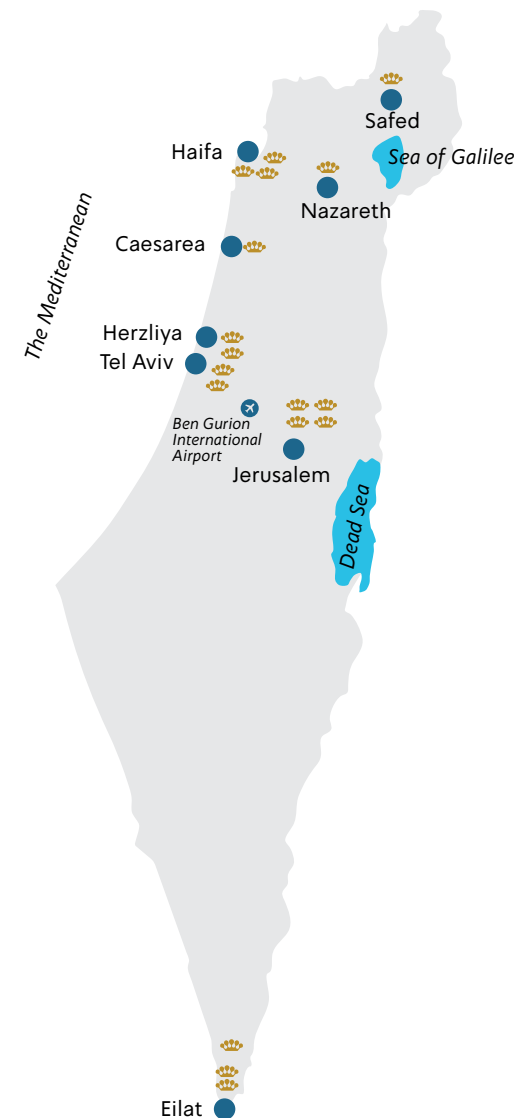 Safed
Haifa
Sea of Galilee
Nazareth
The Mediterranean
Caesarea
Herzliya
Tel Aviv
Ben Gurion
International
Airport
Jerusalem
Dead Sea
Eilat